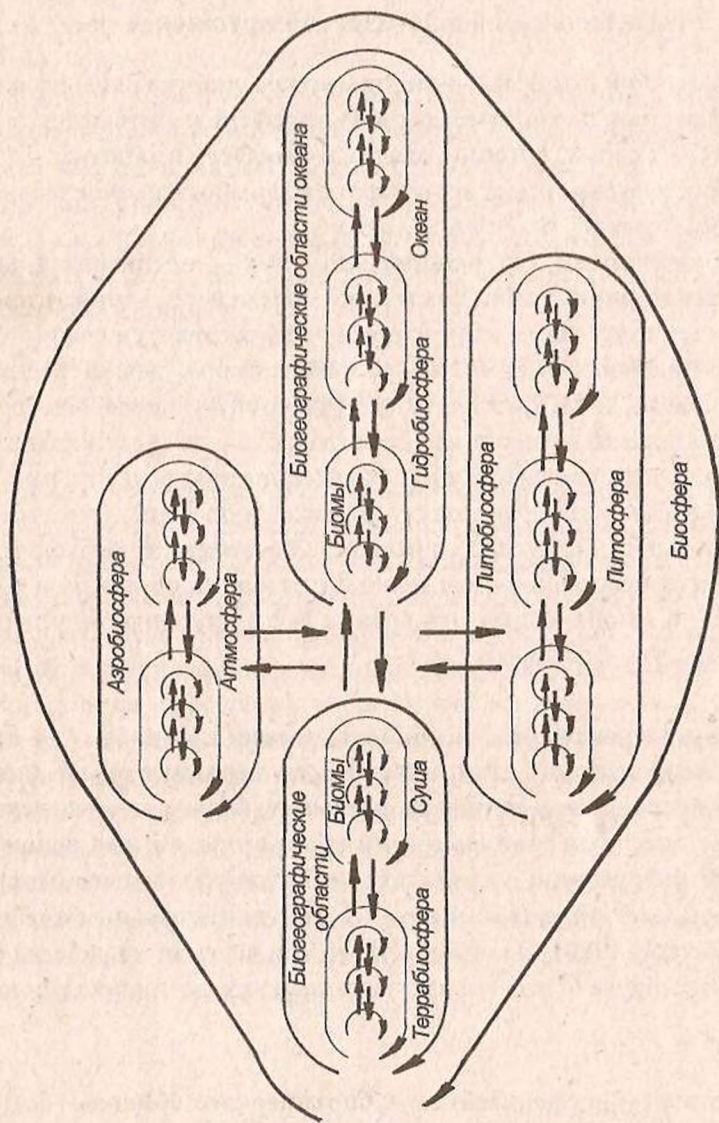 Аэробиосфера
Атмосфера
Биогеографические области океана
Биомы
Гидробиосфера
Океан
Биогеографические
области
Биомы
Суша
Террабиосфера
Литобиосфера
Литосфера
Биосфера